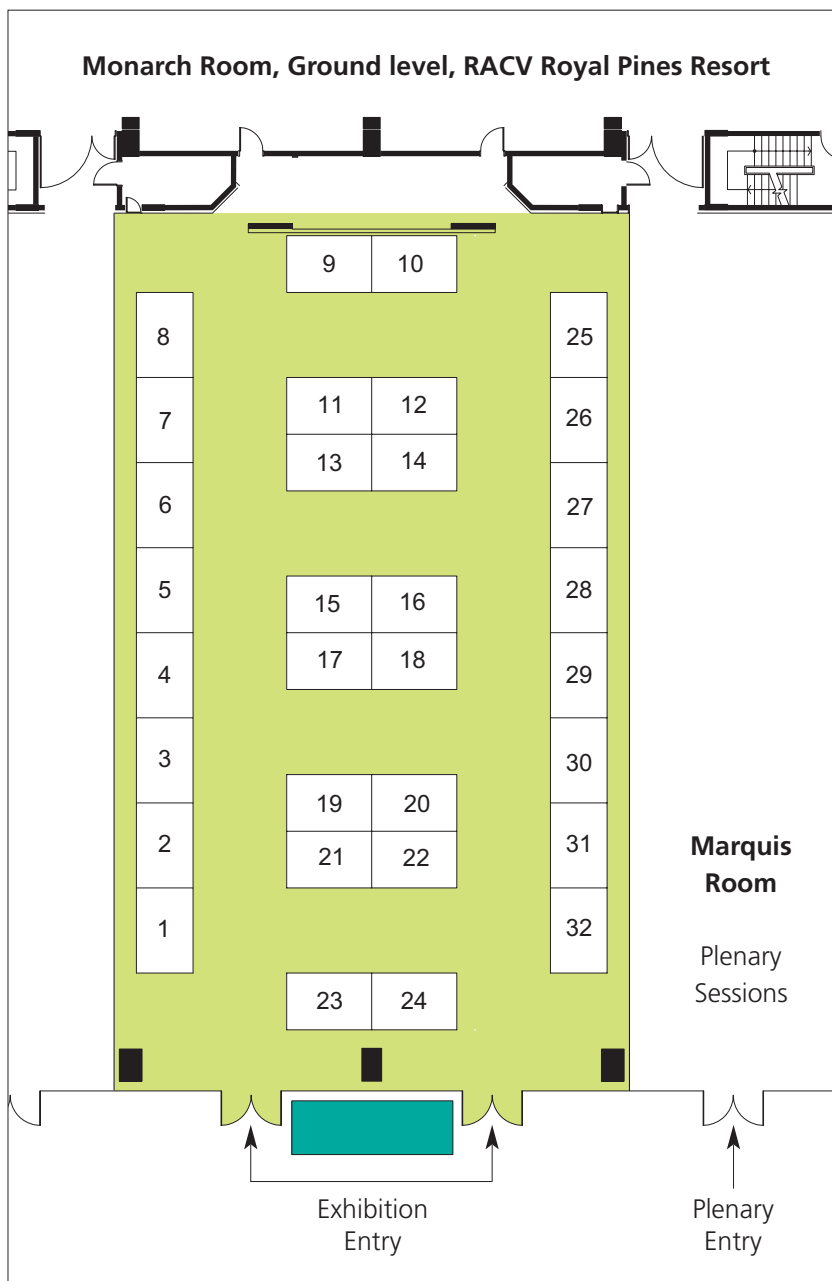 Monarch Room, Ground level, RACV Royal Pines Resort
9 10
8 25
11 12
7 26
13 14
6 27
5 28
15 16
17 18
4 29
3 30
19 20
2 31
21 22
1 32
23 24
Marquis
Room
Plenary
Sessions
Exhibition
Entry
Plenary
Entry